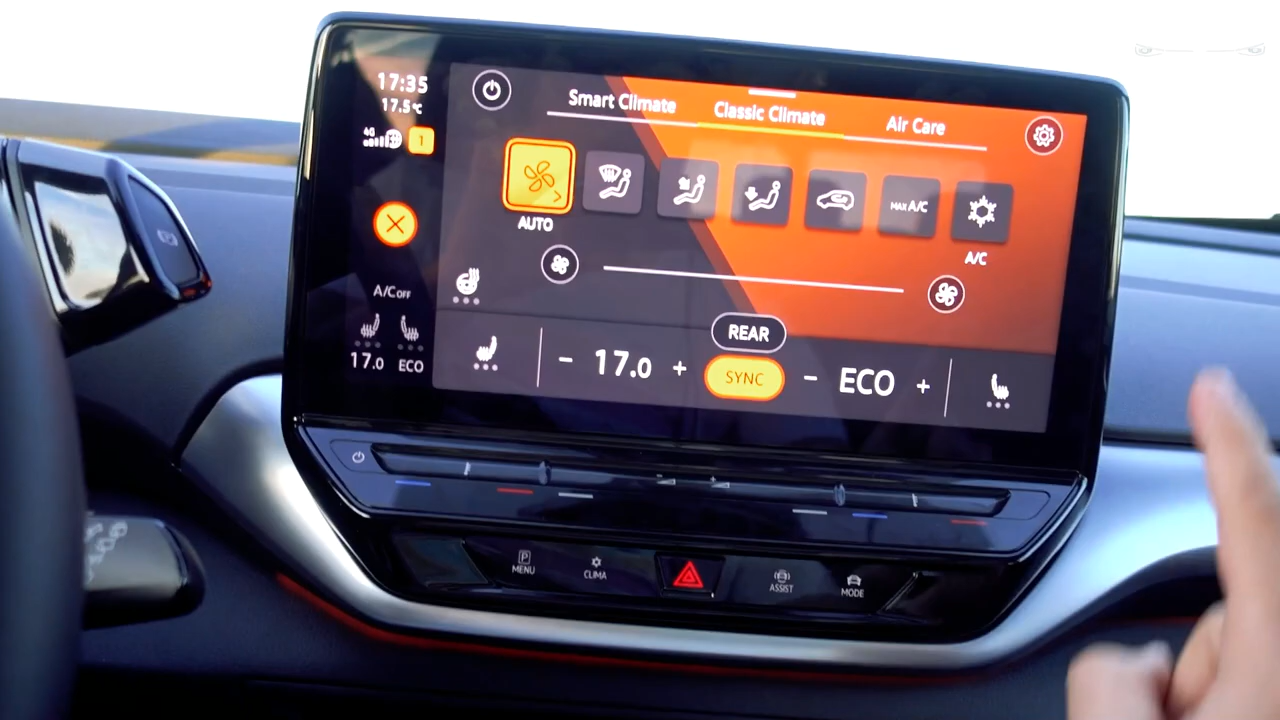 17:35
17.5°C
4G
1
Smart Climate
Classic Climate
Air Care
AUTO
MAX A/C
A/C
A/C OFF
17.0 ECO
REAR
− 17.0 +
SYNC
− ECO +
P
MENU
CLIMA
ASSIST
MODE